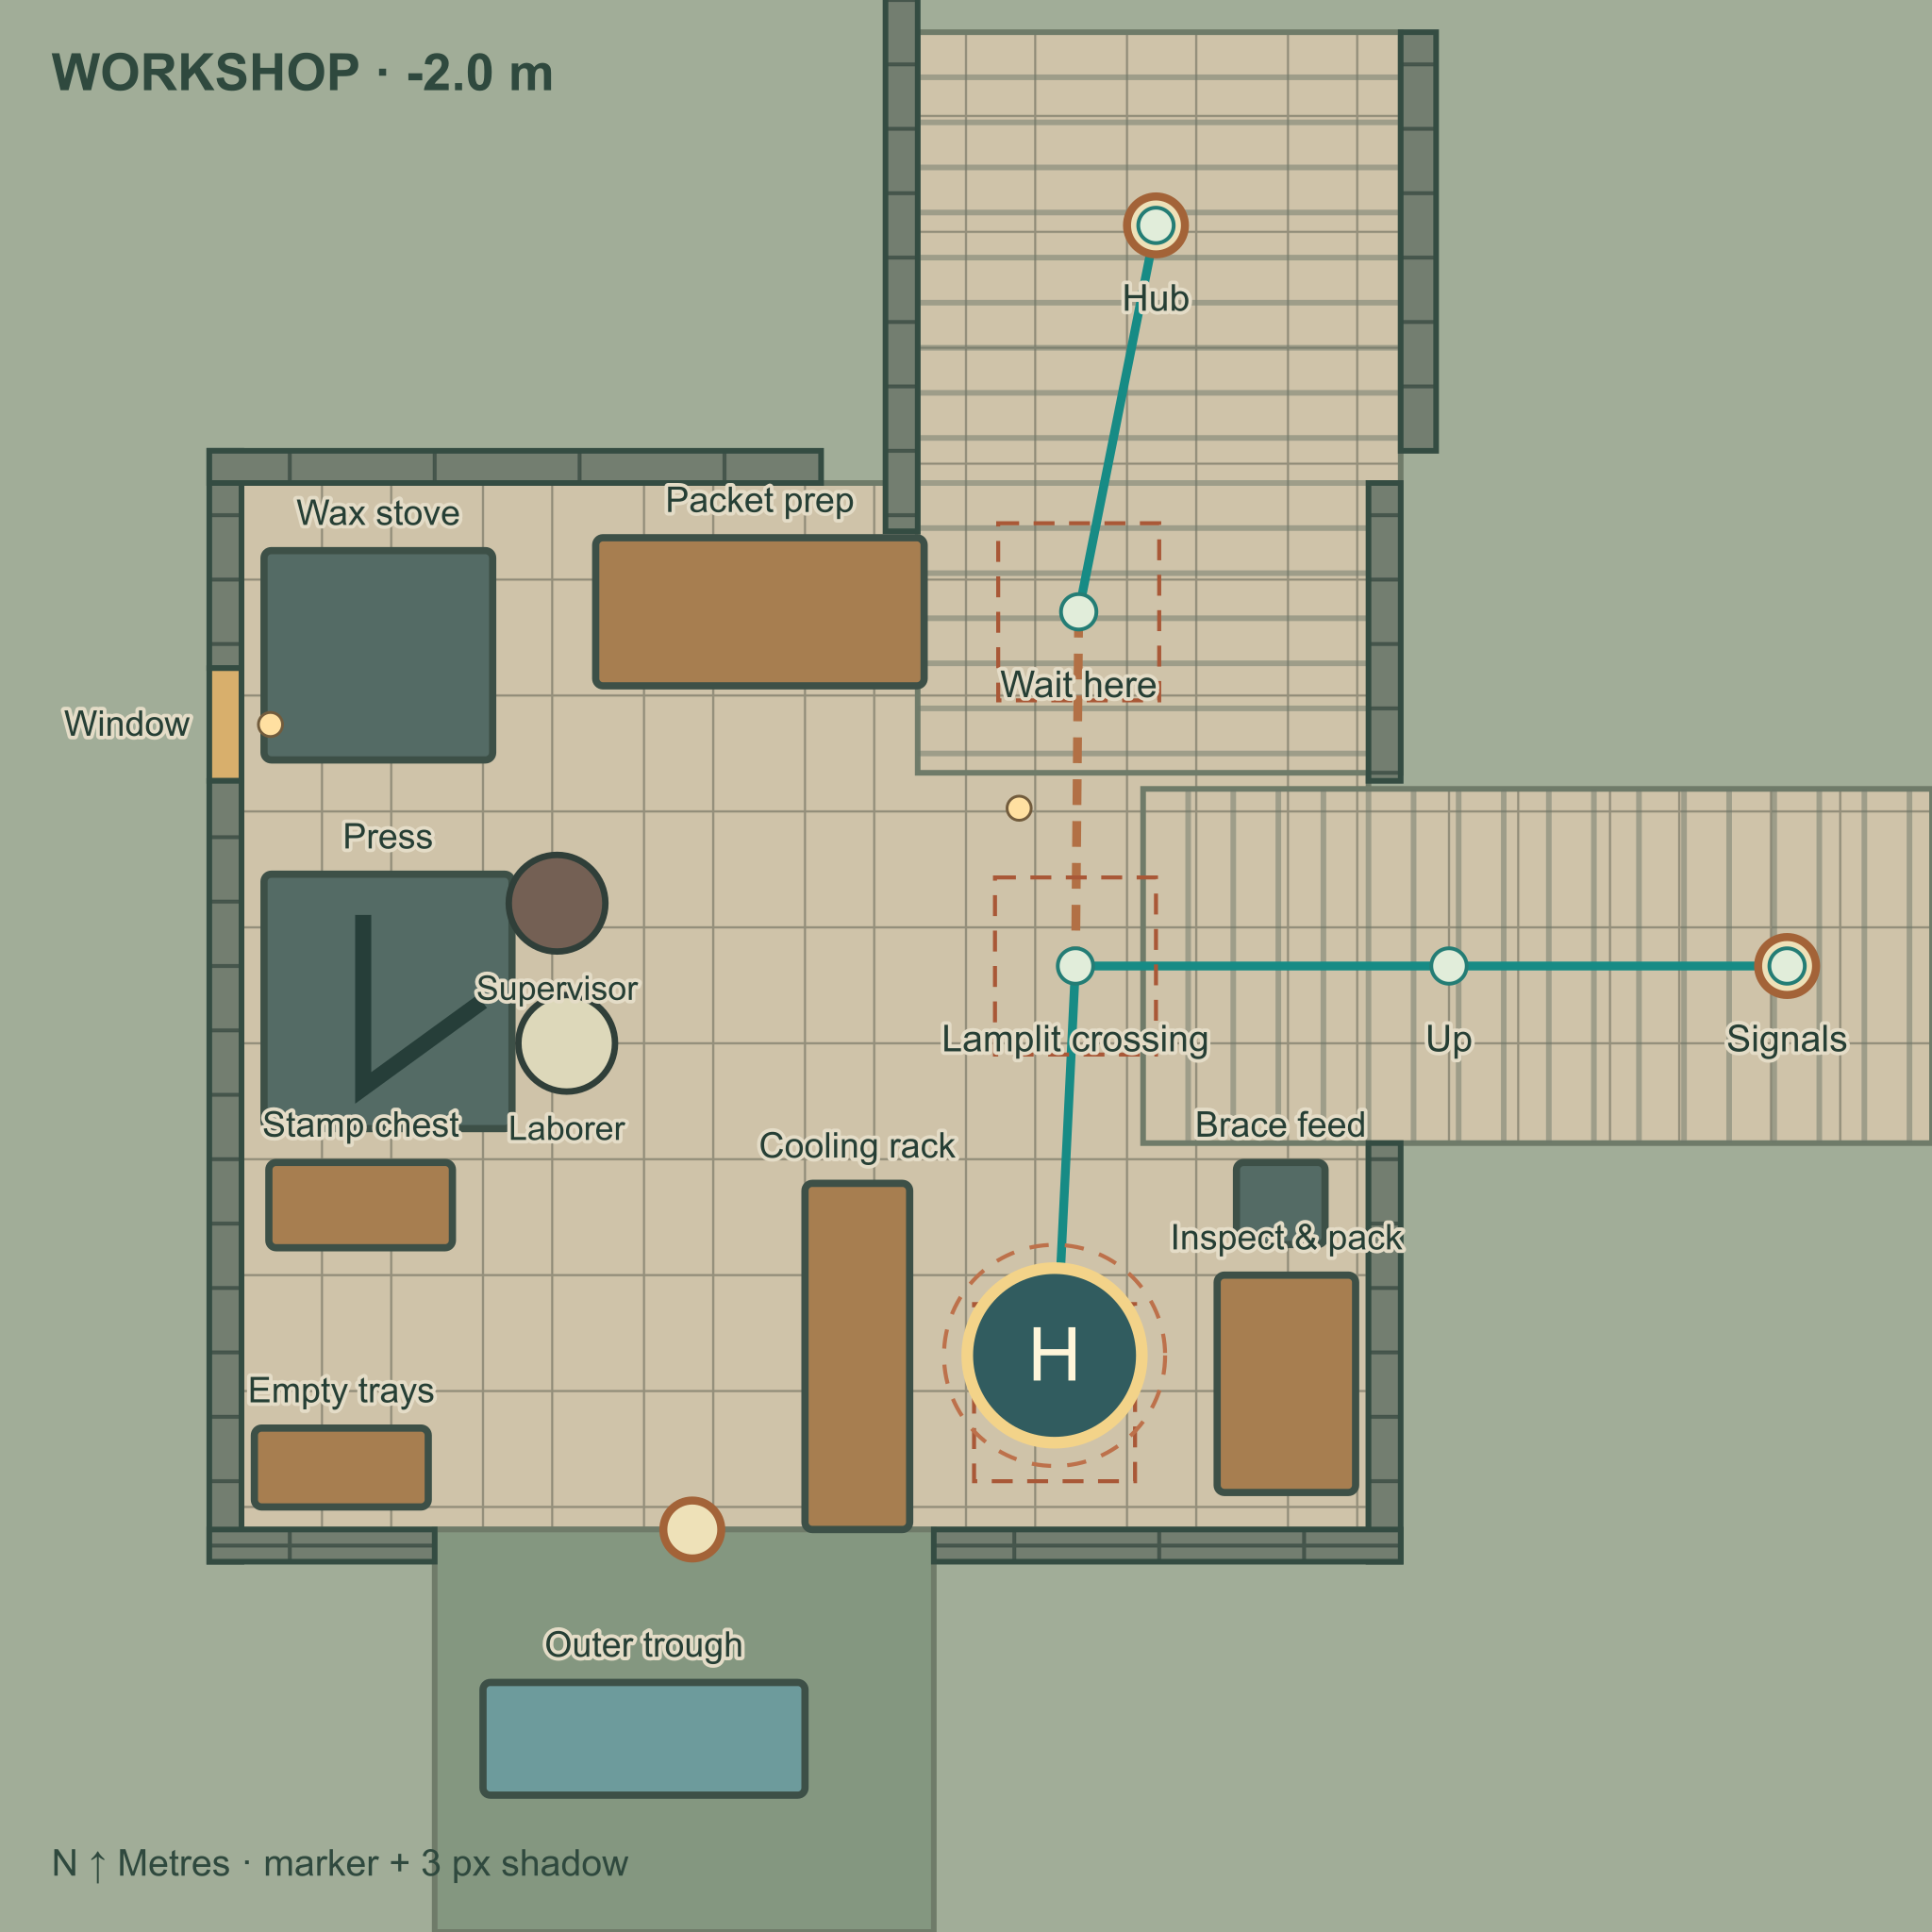 WORKSHOP · -2.0 m
Hub
Packet prep
Wax stove
Wait here
Window
Press
Supervisor
Lamplit crossing
Up
Signals
Stamp chest
Laborer
Brace feed
Cooling rack
Inspect & pack
H
Empty trays
Outer trough
N ↑ Metres · marker + 3 px shadow